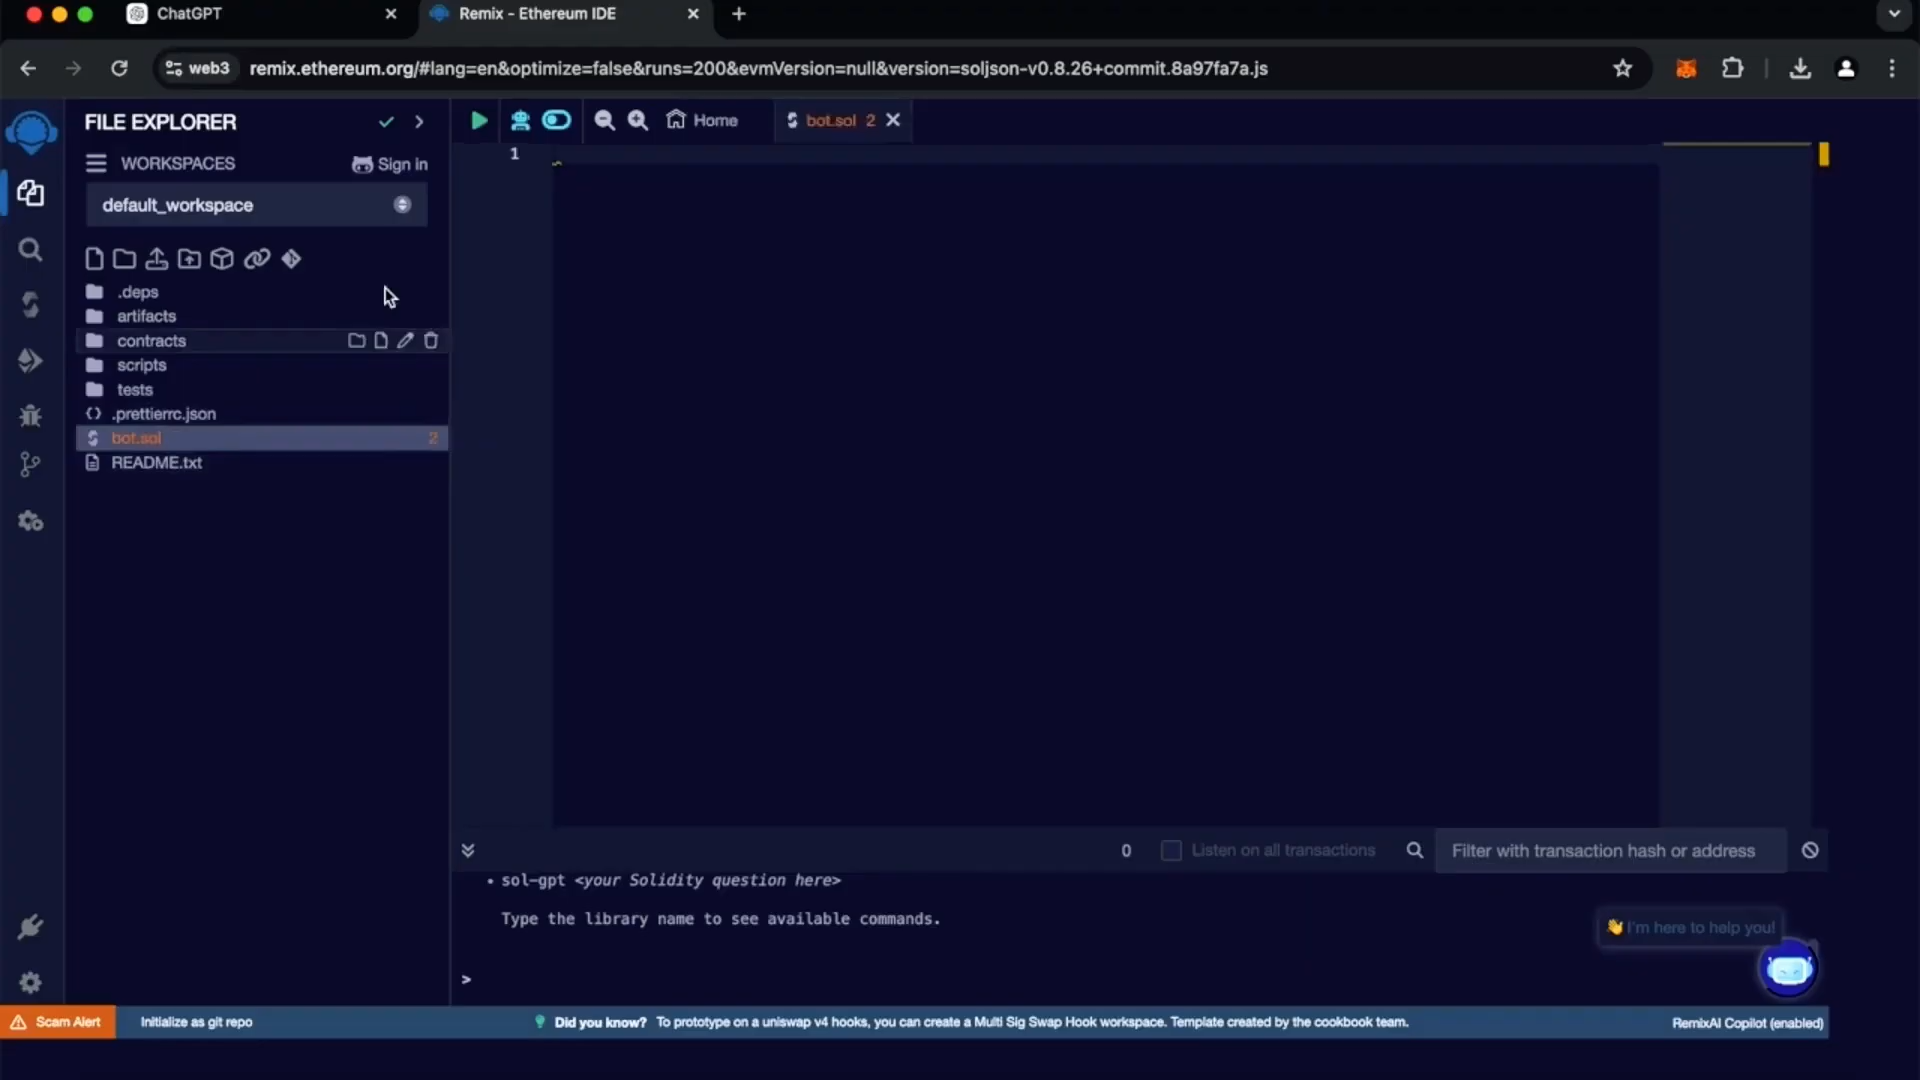 ChatGPT
Remix - Ethereum IDE
web3
remix.ethereum.org/#lang=en&optimize=false&runs=200&evmVersion=null&version=soljson-v0.8.26+commit.8a97fa7a.js
FILE EXPLORER
WORKSPACES
Sign in
default_workspace
.deps
artifacts
contracts
scripts
tests
.prettierrc.json
bot.sol 2
README.txt
Home
bot.sol 2
1
0
Listen on all transactions
Filter with transaction hash or address
• sol-gpt <your Solidity question here>
Type the library name to see available commands.
>
👋 I'm here to help you!
Scam Alert
Initialize as git repo
Did you know? To prototype on a uniswap v4 hooks, you can create a Multi Sig Swap Hook workspace. Template created by the cookbook team.
RemixAI Copilot (enabled)